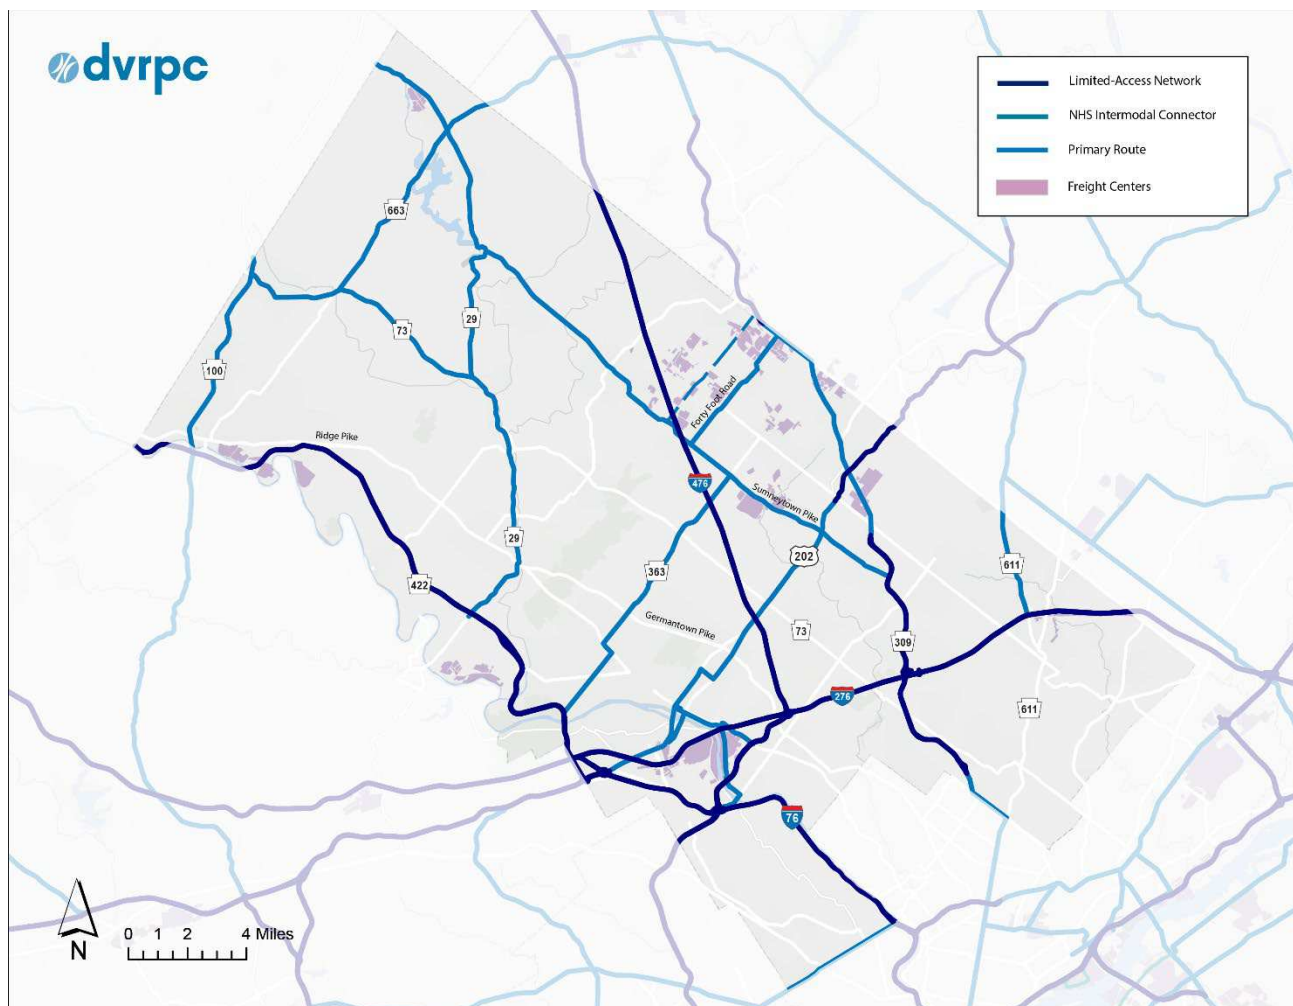 dvrpc
Limited-Access Network
NHS Intermodal Connector
Primary Route
Freight Centers
663
29
73
100
Forty Foot Road
Ridge Pike
476
Sumneytown Pike
29
202
611
422
363
Germantown Pike
73
309
276
611
76
0 1 2 4 Miles
N